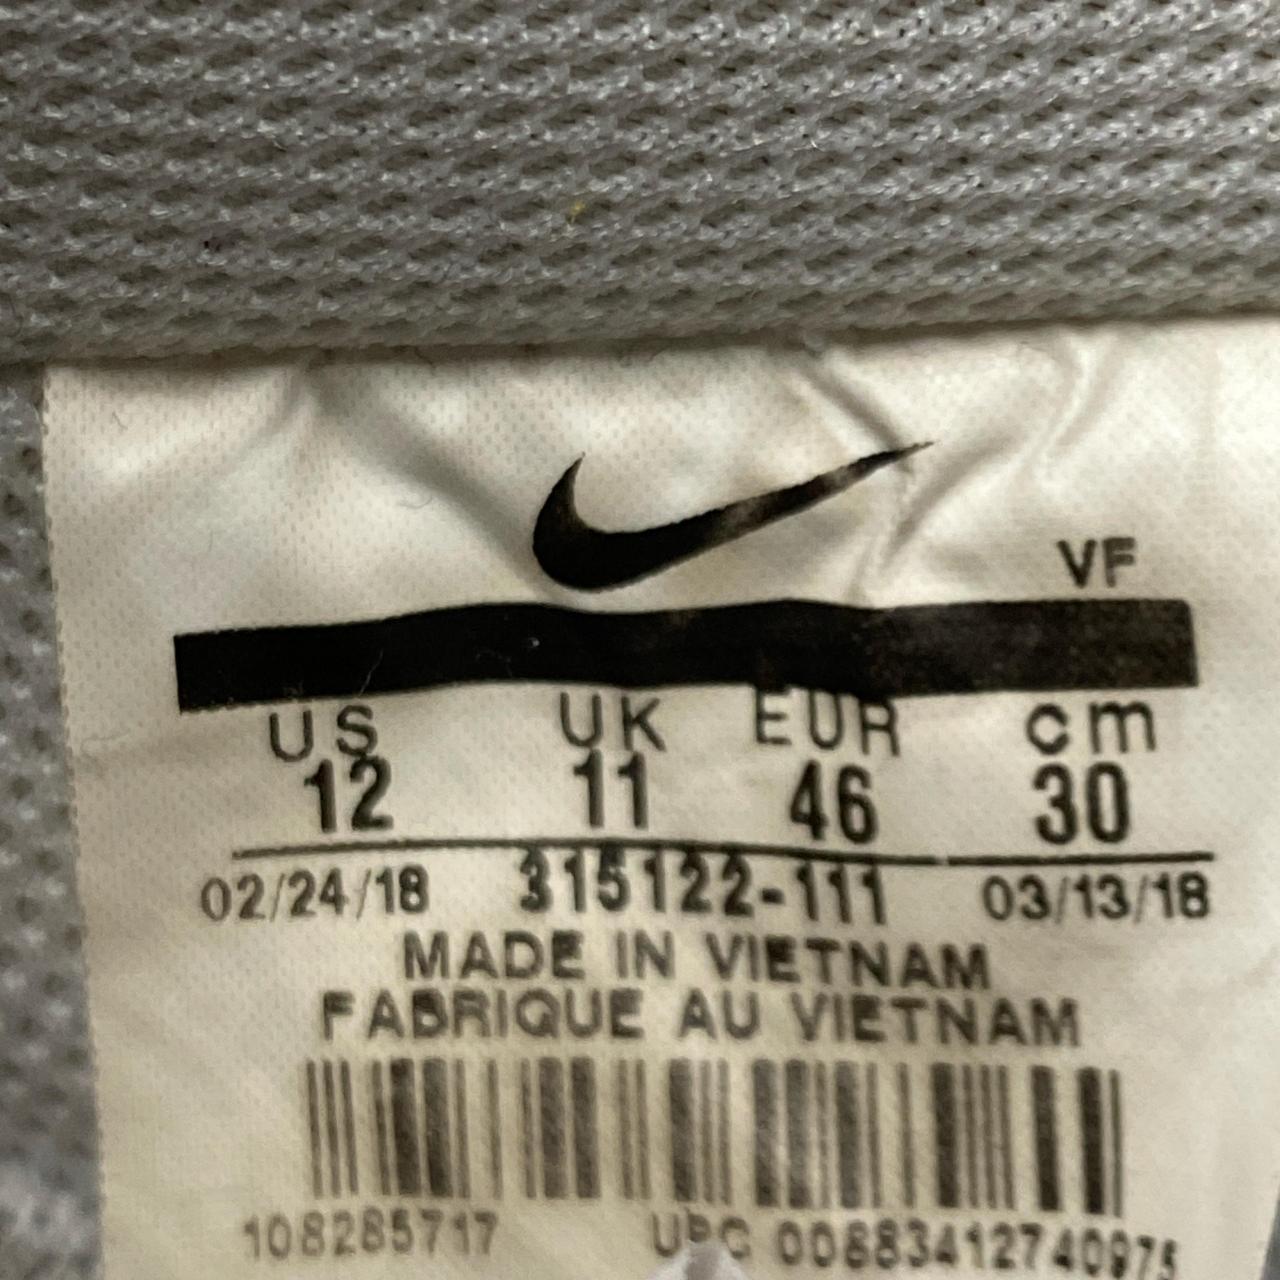 VF
US UK EUR cm
12 11 46 30
02/24/18 315122-111 03/13/18
MADE IN VIETNAM
FABRIQUE AU VIETNAM
108285717 UPC 00883412740975